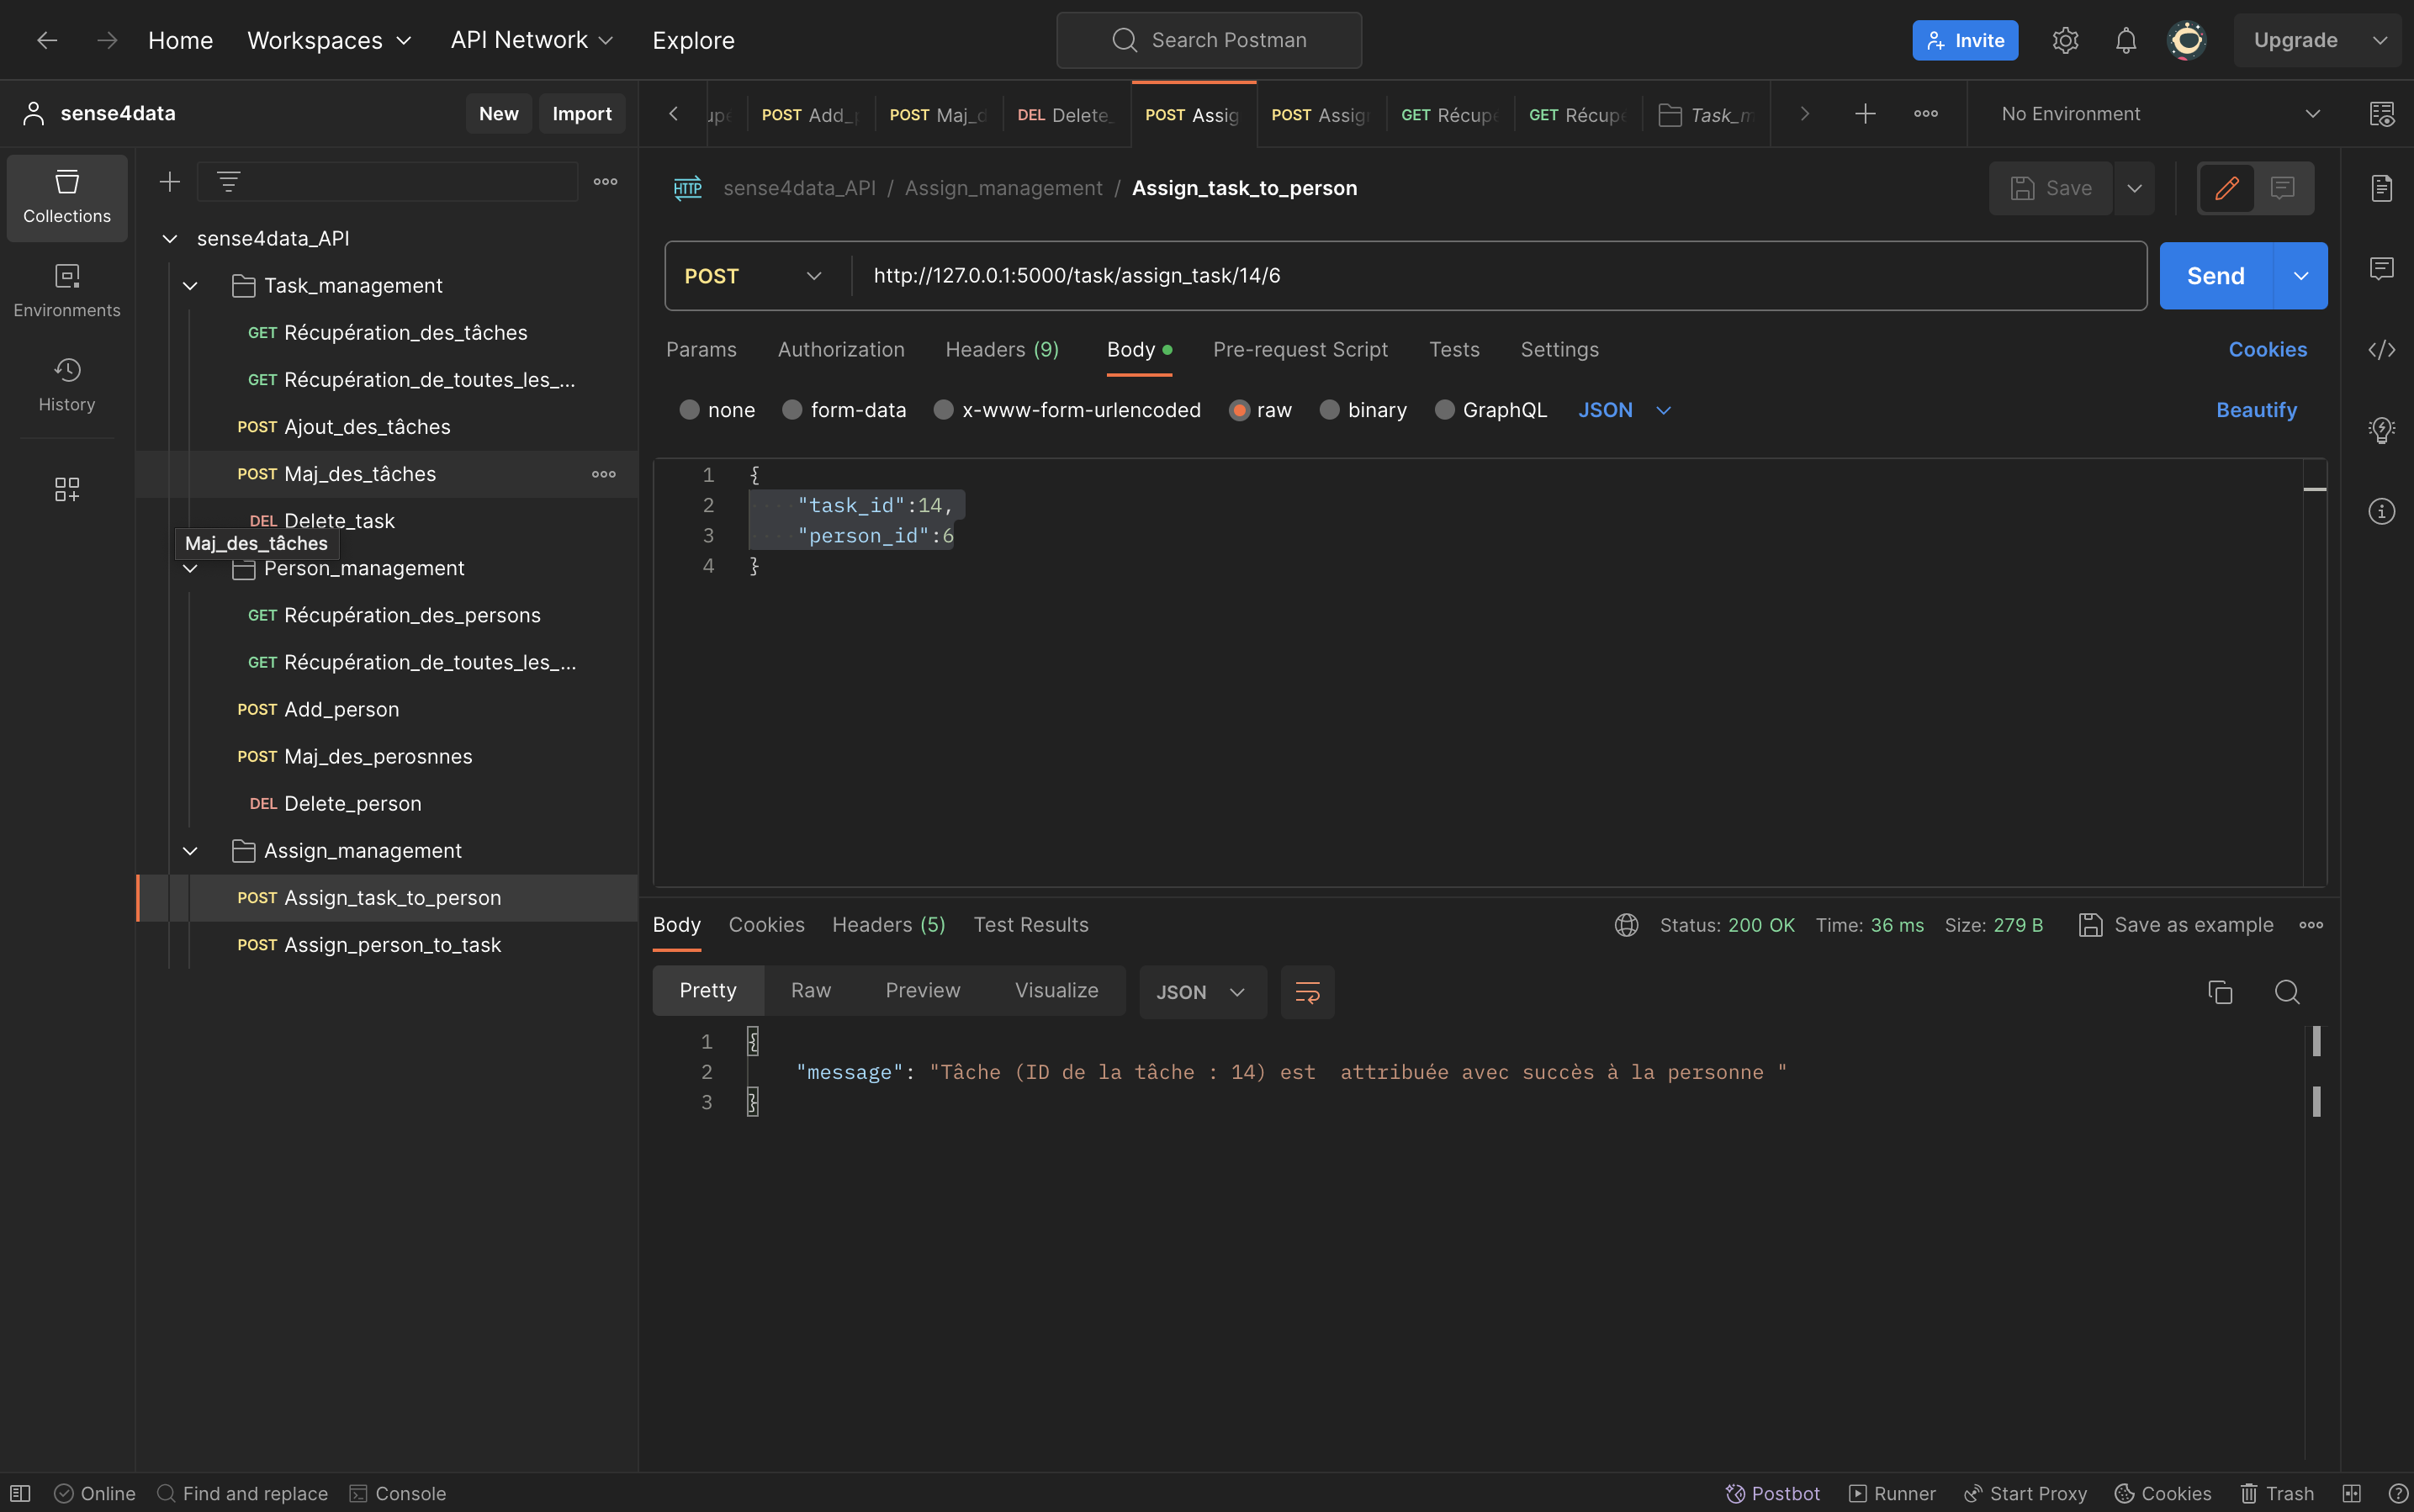 Home Workspaces API Network Explore Search Postman Invite Upgrade
sense4data New Import
POST Add_ POST Maj_d DEL Delete_ POST Assig POST Assig GET Récup GET Récup Task_m No Environment
Collections
Environments
History
sense4data_API
Task_management
GET Récupération_des_tâches
GET Récupération_de_toutes_les_...
POST Ajout_des_tâches
POST Maj_des_tâches
DEL Delete_task
Maj_des_tâches
Person_management
GET Récupération_des_persons
GET Récupération_de_toutes_les_...
POST Add_person
POST Maj_des_perosnnes
DEL Delete_person
Assign_management
POST Assign_task_to_person
POST Assign_person_to_task
HTTP sense4data_API / Assign_management / Assign_task_to_person
Save
POST http://127.0.0.1:5000/task/assign_task/14/6 Send
Params Authorization Headers (9) Body Pre-request Script Tests Settings Cookies
none form-data x-www-form-urlencoded raw binary GraphQL JSON Beautify
1 {
2 "task_id":14,
3 "person_id":6
4 }
Body Cookies Headers (5) Test Results Status: 200 OK Time: 36 ms Size: 279 B Save as example
Pretty Raw Preview Visualize JSON
1 {
2 "message": "Tâche (ID de la tâche : 14) est  attribuée avec succès à la personne "
3 }
Online Find and replace Console Postbot Runner Start Proxy Cookies Trash